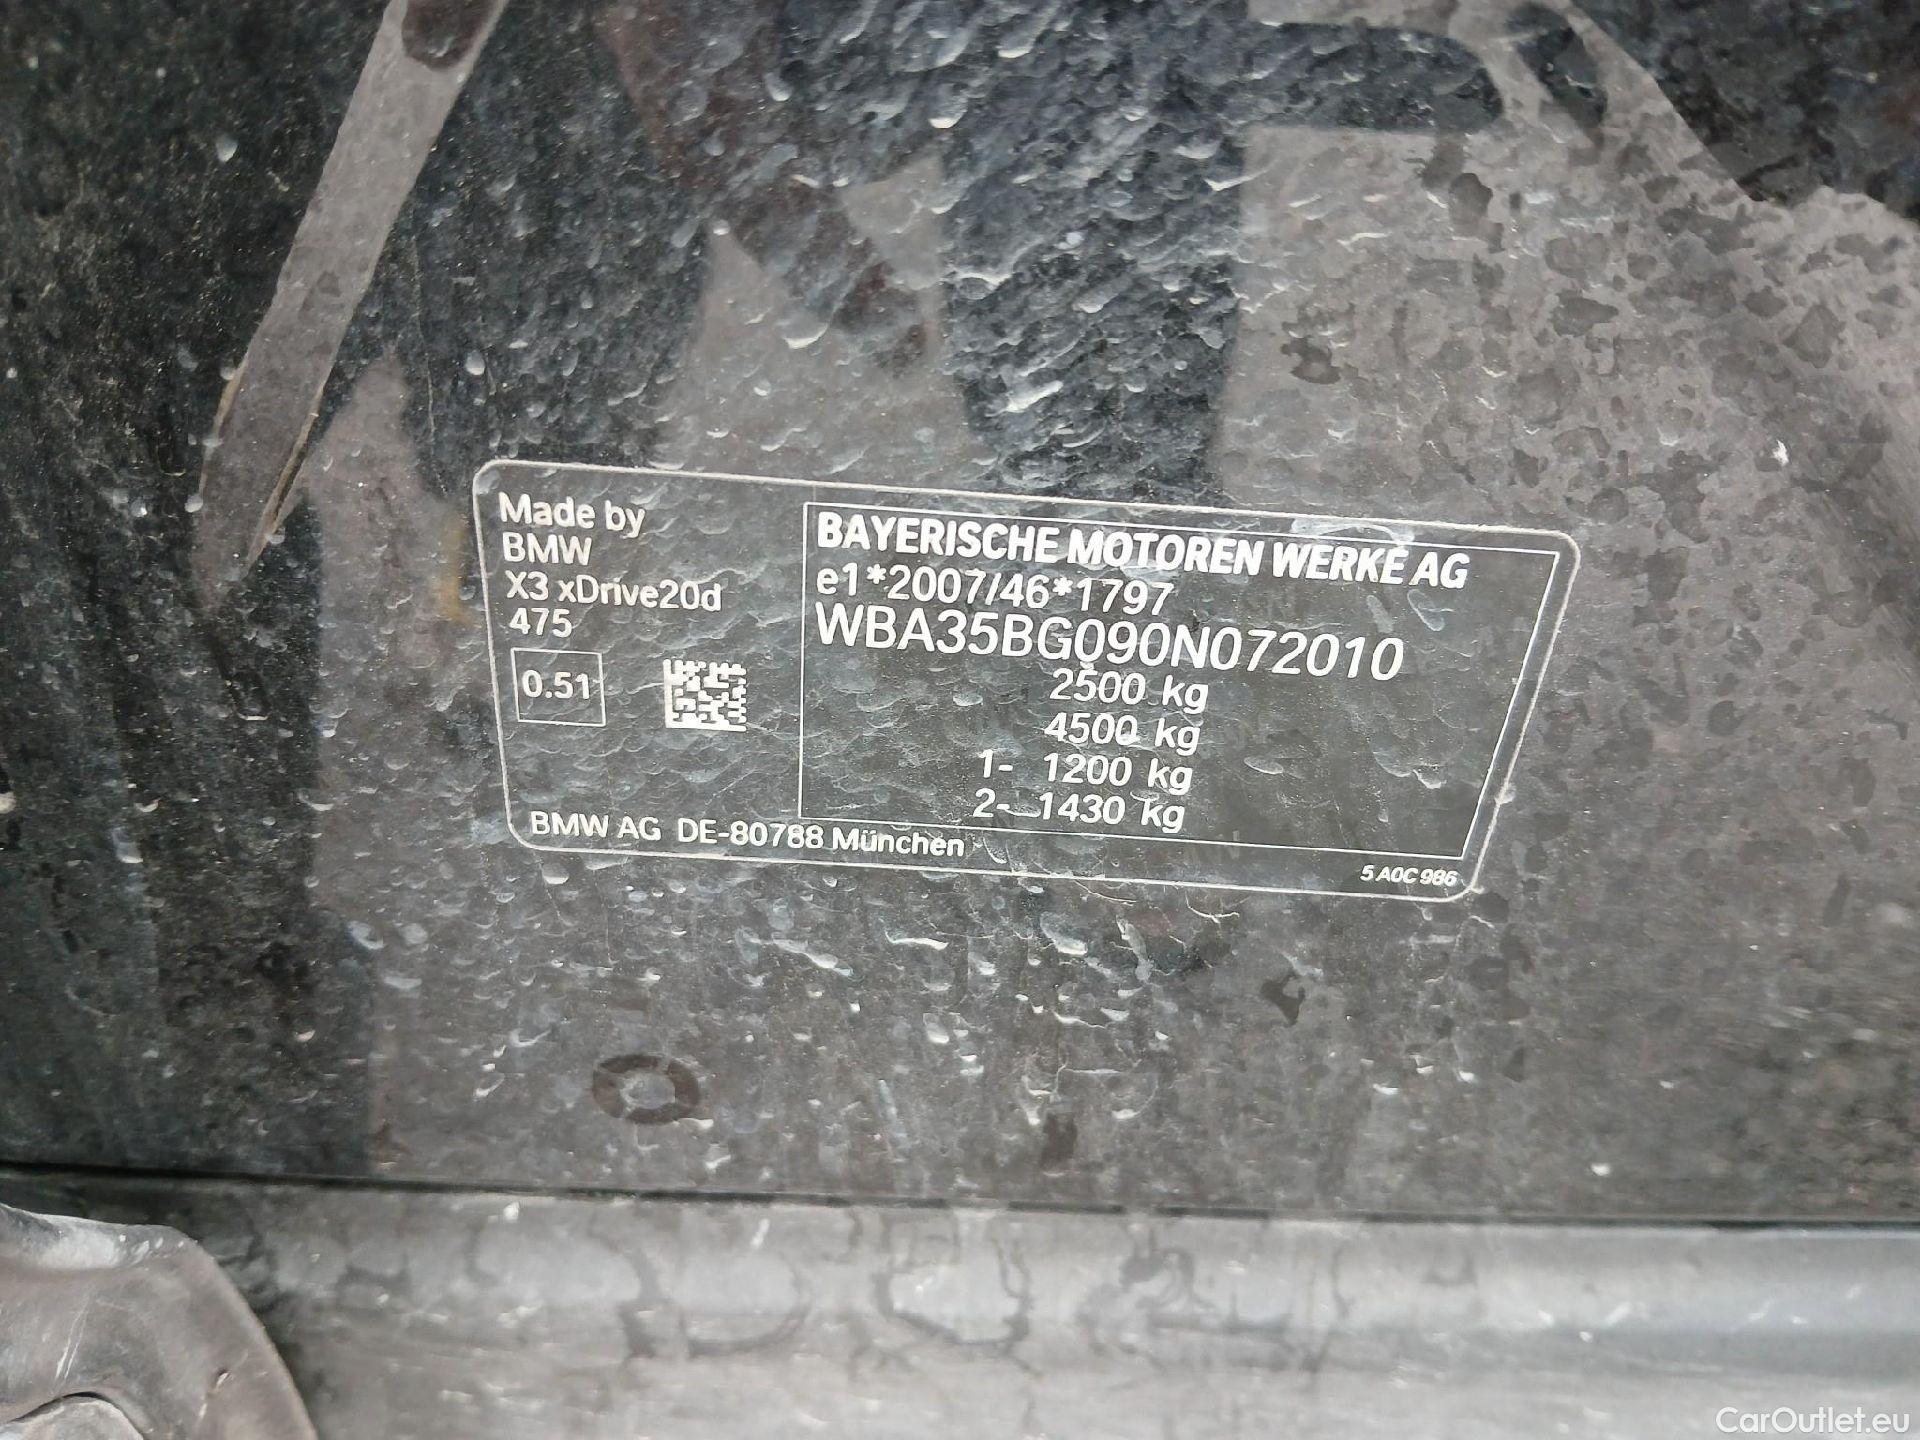 Made by
BMW
X3 xDrive20d
475
0.51
BMW AG DE-80788 München
BAYERISCHE MOTOREN WERKE AG
e1*2007/46*1797
WBA35BG090N072010
2500 kg
4500 kg
1- 1200 kg
2- 1430 kg
5 A0C 986
CarOutlet.eu